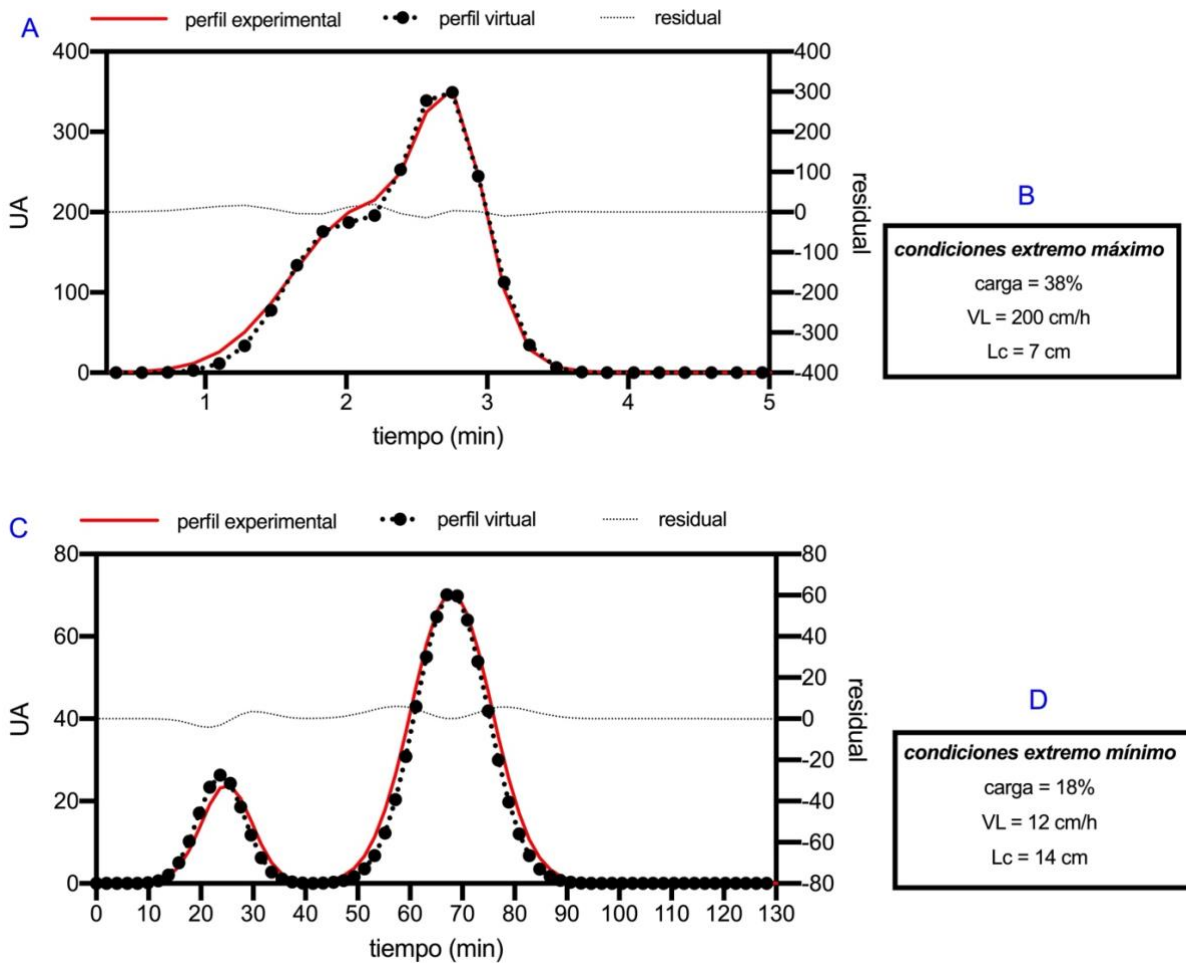 perfil experimental perfil virtual residual
A
400 400
300
300 200
100
UA 200 0 residual
B
condiciones extremo máximo
carga = 38%
VL = 200 cm/h
Lc = 7 cm
-100
100 -200
-300
0 -400
1 2 3 4 5
tiempo (min)
C
perfil experimental perfil virtual residual
80 80
60
60 40
20
UA 40 0 residual
D
condiciones extremo mínimo
carga = 18%
VL = 12 cm/h
Lc = 14 cm
-20
20 -40
-60
0 -80
0 10 20 30 40 50 60 70 80 90 100 110 120 130
tiempo (min)